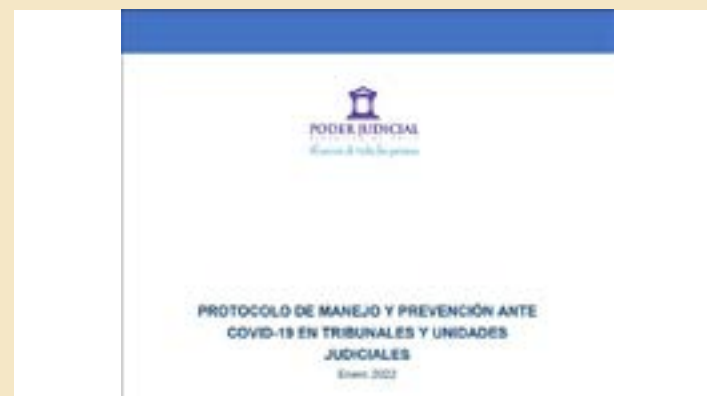 PODER JUDICIAL
PROTOCOLO DE MANEJO Y PREVENCIÓN ANTE
COVID-19 EN TRIBUNALES Y UNIDADES
JUDICIALES
Enero 2022